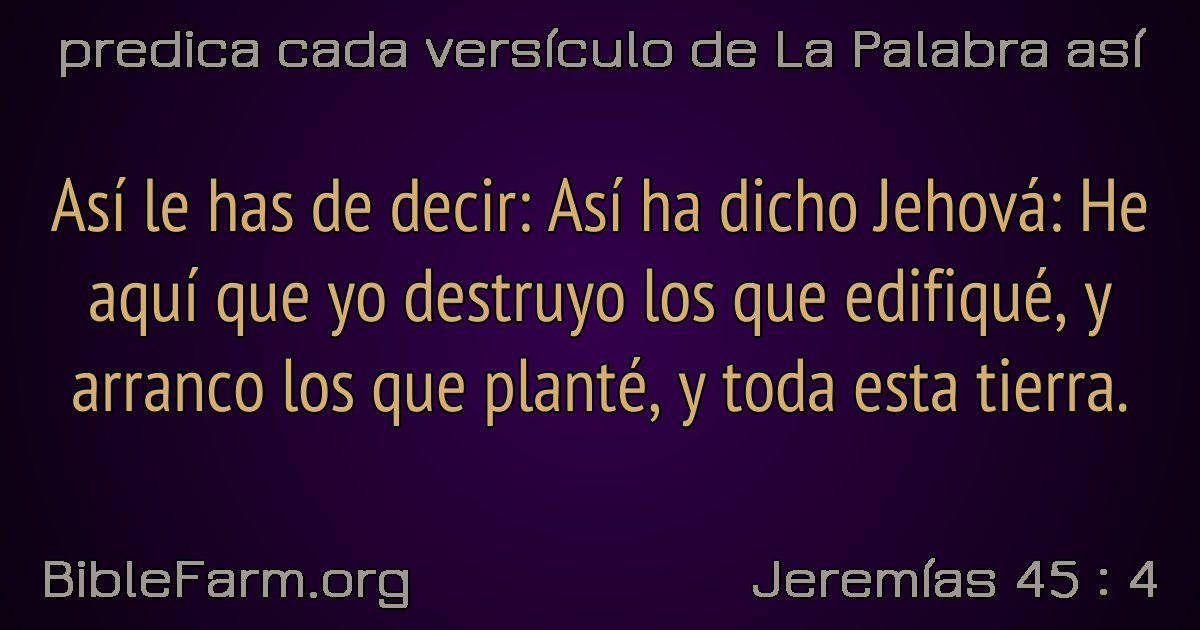 predica cada versículo de La Palabra así
Así le has de decir: Así ha dicho Jehová: He
aquí que yo destruyo los que edifiqué, y
arranco los que planté, y toda esta tierra.
BibleFarm.org
Jeremías 45 : 4